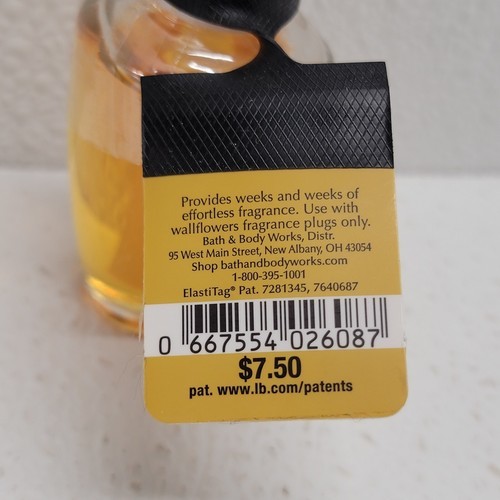 Provides weeks and weeks of
effortless fragrance. Use with
wallflowers fragrance plugs only.
Bath & Body Works, Distr.
95 West Main Street, New Albany, OH 43054
Shop bathandbodyworks.com
1-800-395-1001
ElastiTag® Pat. 7281345, 7640687
0 667554 026087
$7.50
pat. www.lb.com/patents